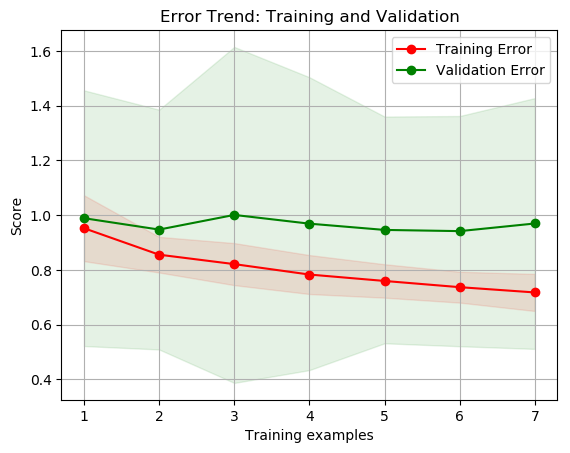 Error Trend: Training and Validation
Training Error
Validation Error
1.6
1.4
1.2
1.0
0.8
0.6
0.4
Score
1 2 3 4 5 6 7
Training examples